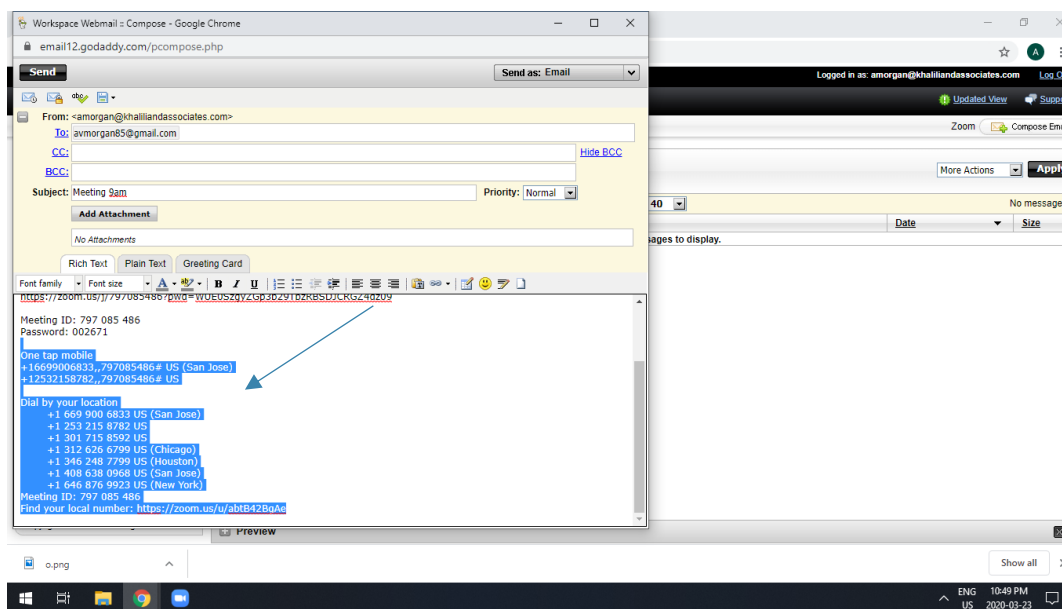 Workspace Webmail :: Compose - Google Chrome
email12.godaddy.com/pcompose.php
Send
Send as: Email
Logged in as: amorgan@khaliliandassociates.com Log O
Updated View Suppo
From: <amorgan@khaliliandassociates.com>
Zoom Compose Ema
To: avmorgan85@gmail.com
CC: Hide BCC
BCC:
More Actions Apply
Subject: Meeting 9am Priority: Normal
40 No message
Add Attachment
Date Size
No Attachments
sages to display.
Rich Text Plain Text Greeting Card
Font family Font size A ab B I U
Meeting ID: 797 085 486
Password: 002671
One tap mobile
+16699006833,,797085486# US (San Jose)
+12532158782,,797085486# US
Dial by your location
+1 669 900 6833 US (San Jose)
+1 253 215 8782 US
+1 301 715 8592 US
+1 312 626 6799 US (Chicago)
+1 346 248 7799 US (Houston)
+1 408 638 0968 US (San Jose)
+1 646 876 9923 US (New York)
Meeting ID: 797 085 486
Find your local number: https://zoom.us/u/abtB42BgAe
Preview
o.png
Show all
ENG 10:49 PM
US 2020-03-23